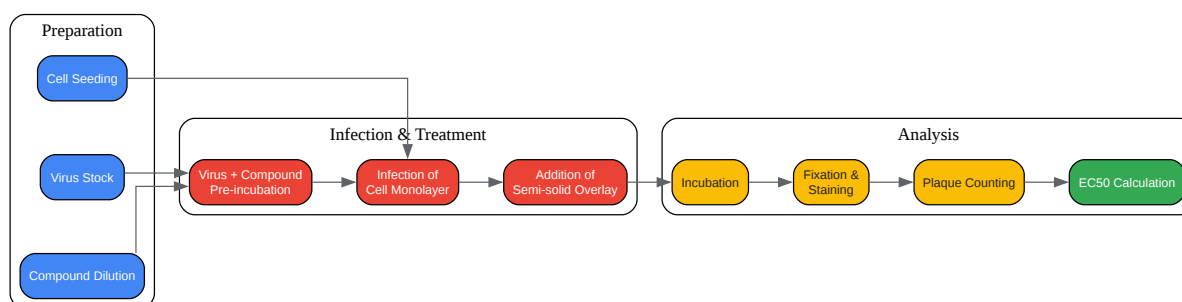 Preparation
Cell Seeding
Virus Stock
Compound Dilution
Infection & Treatment
Virus + Compound
Pre-incubation
Infection of
Cell Monolayer
Addition of
Semi-solid Overlay
Analysis
Incubation
Fixation &
Staining
Plaque Counting
EC50 Calculation